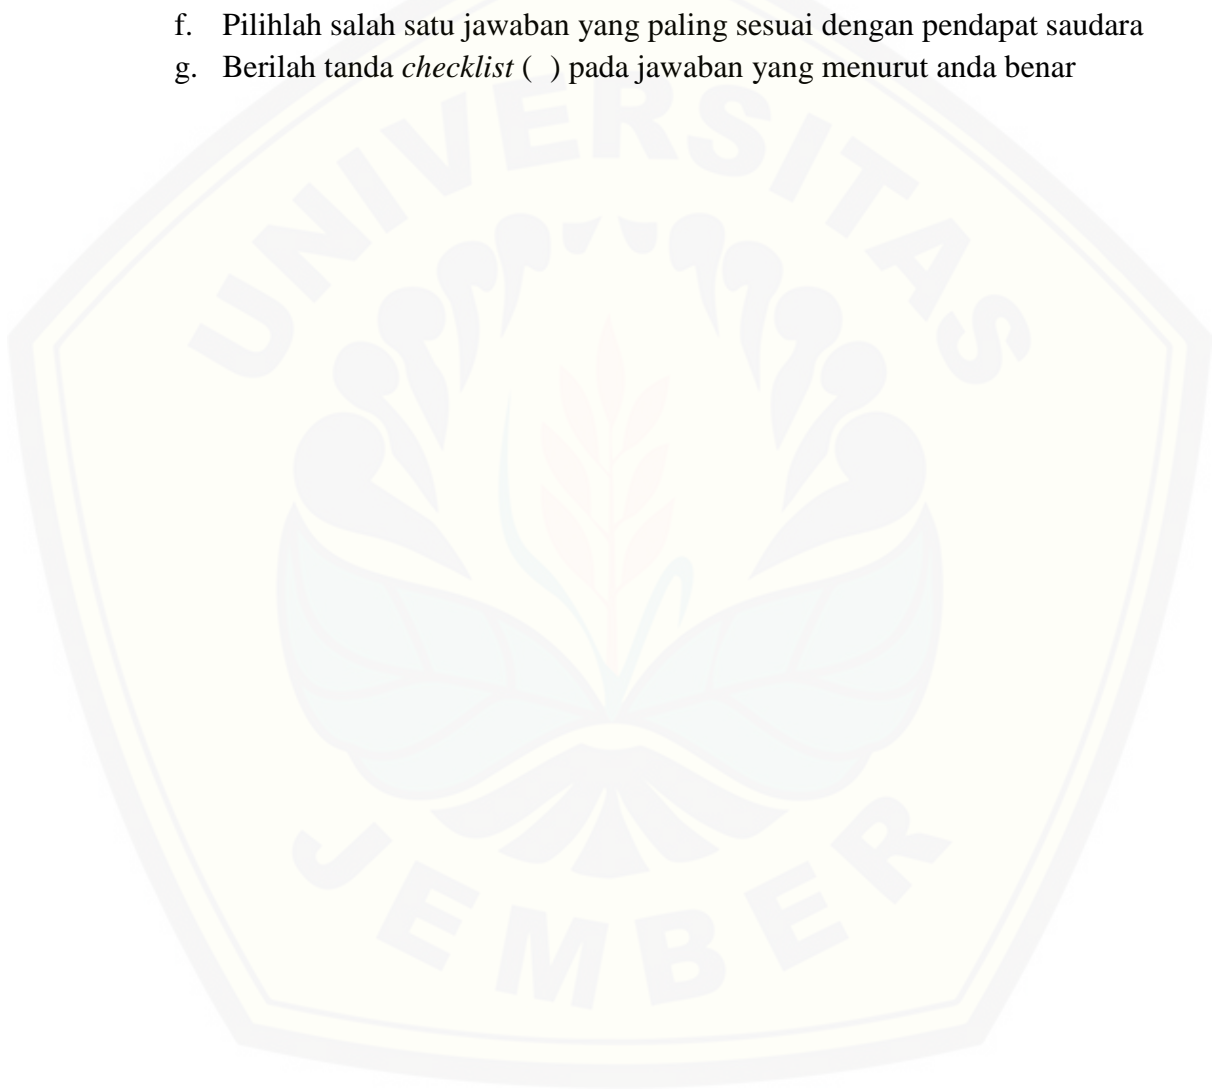 f. Pilihlah salah satu jawaban yang paling sesuai dengan pendapat saudara
g. Berilah tanda checklist (  ) pada jawaban yang menurut anda benar
UNIVERSITAS
JEMBER